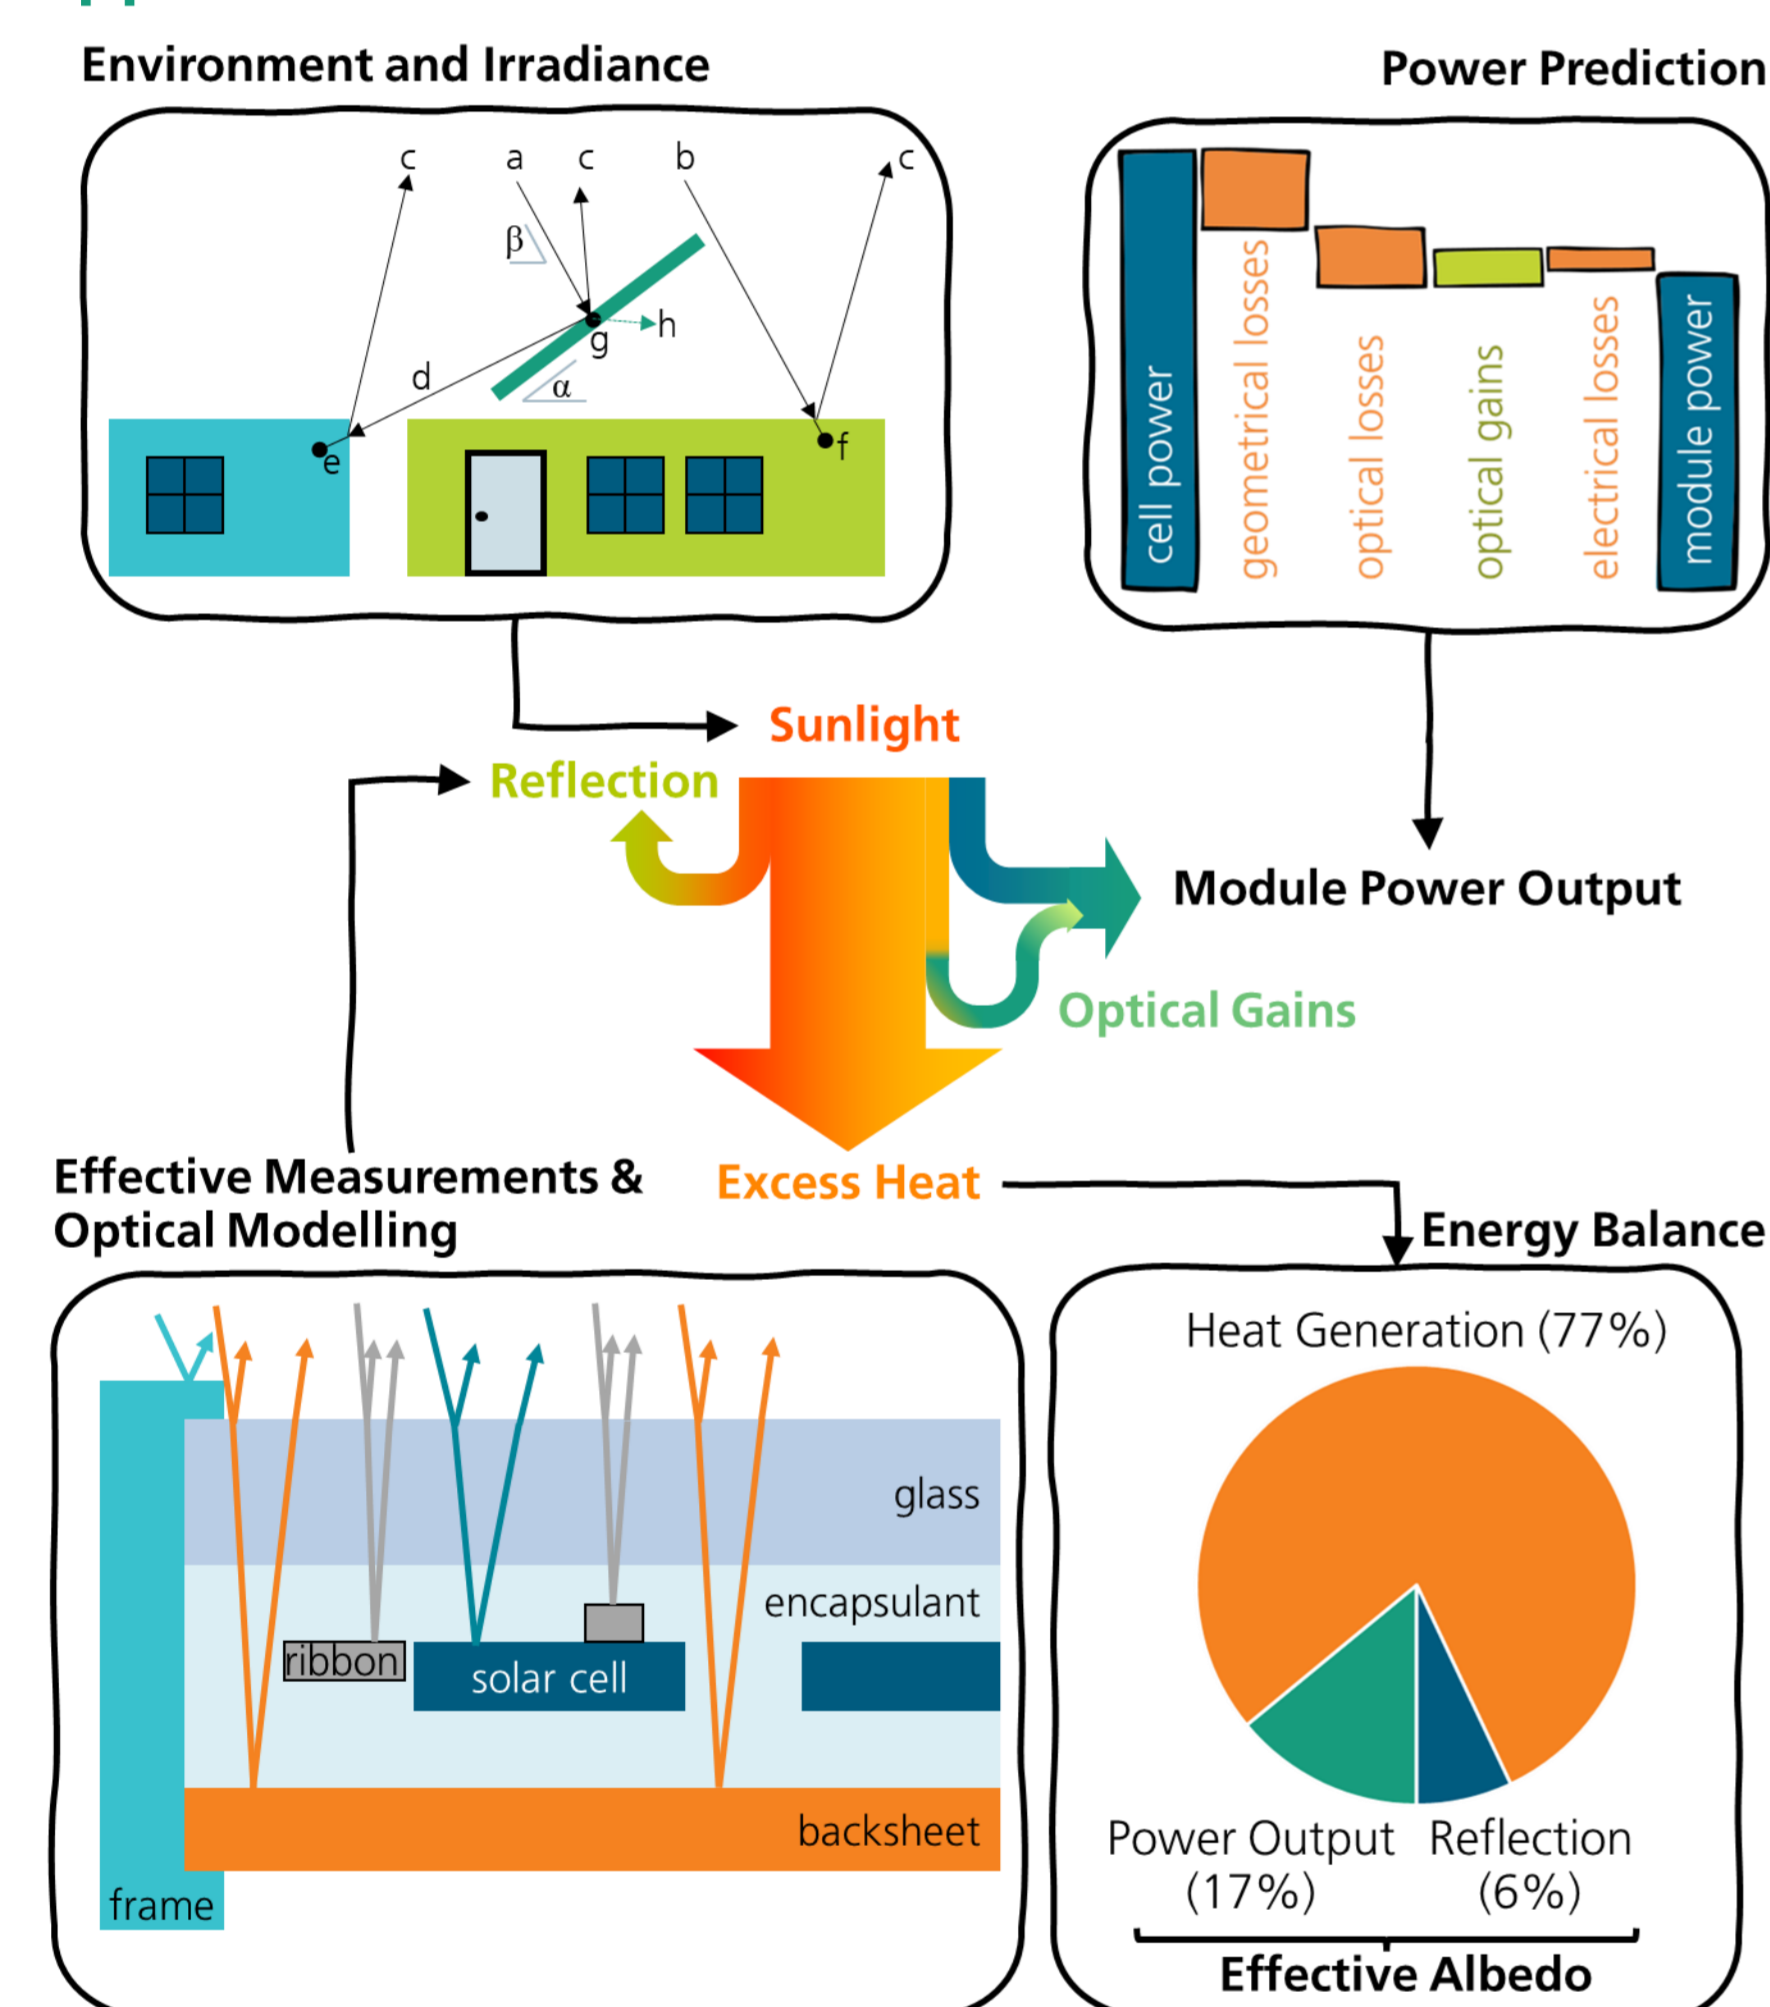 Environment and Irradiance
Power Prediction
c
a
c
b
c
β
h
g
d
α
e
f
cell power
geometrical losses
optical losses
optical gains
electrical losses
module power
Sunlight
Reflection
Module Power Output
Optical Gains
Effective Measurements &
Optical Modelling
Excess Heat
Energy Balance
glass
encapsulant
ribbon
solar cell
backsheet
frame
Heat Generation (77%)
Power Output
(17%)
Reflection
(6%)
Effective Albedo